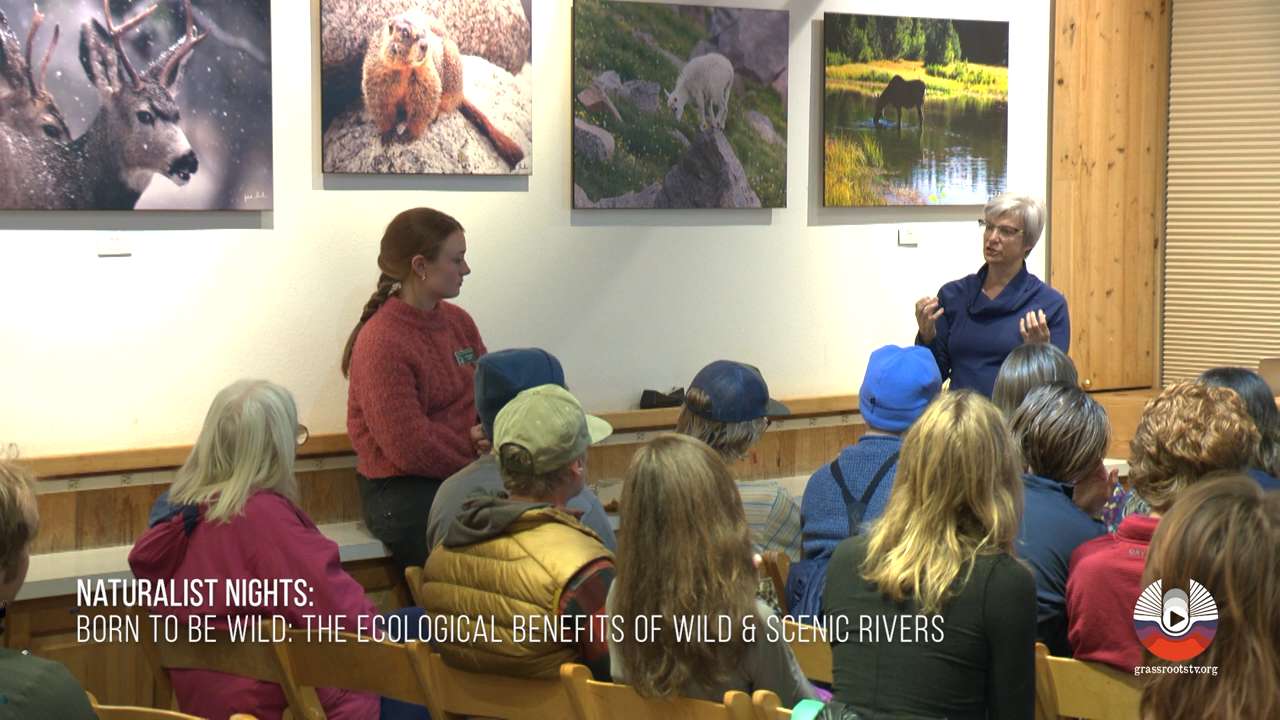 NATURALIST NIGHTS:
BORN TO BE WILD: THE ECOLOGICAL BENEFITS OF WILD & SCENIC RIVERS
grassrootstv.org